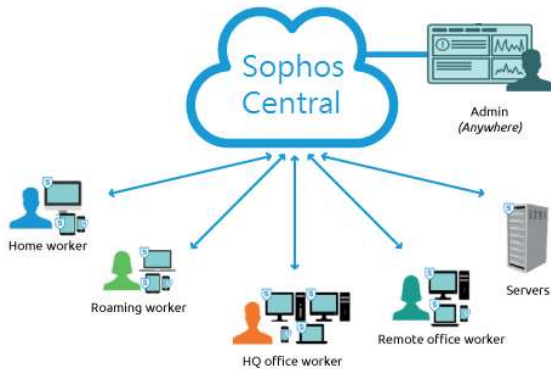 Sophos
Central
Admin
(Anywhere)
Home worker
Roaming worker
HQ office worker
Remote office worker
Servers